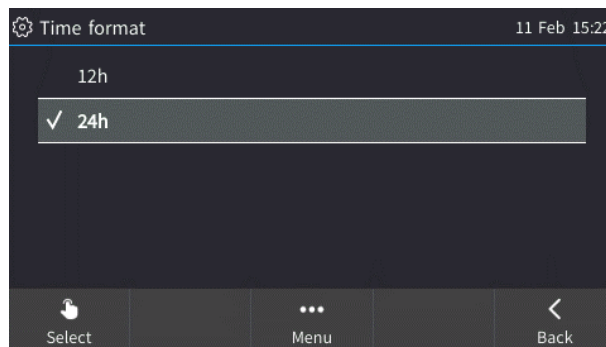 Time format
11 Feb 15:22
12h
24h
Select
Menu
Back